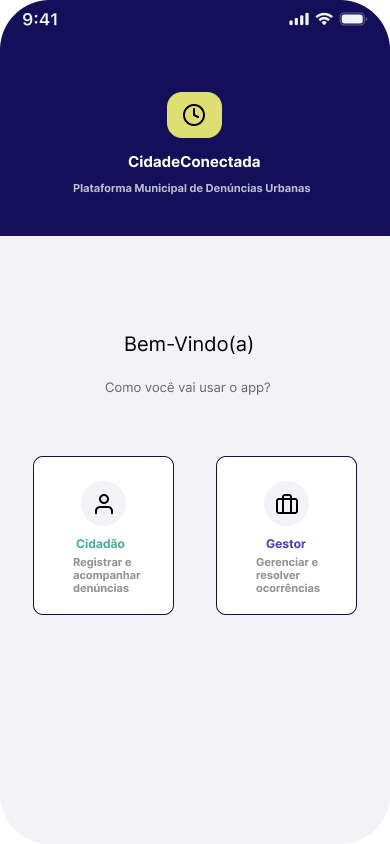 9:41
CidadeConectada
Plataforma Municipal de Denúncias Urbanas
Bem-Vindo(a)
Como você vai usar o app?
Cidadão
Registrar e
acompanhar
denúncias
Gestor
Gerenciar e
resolver
ocorrências